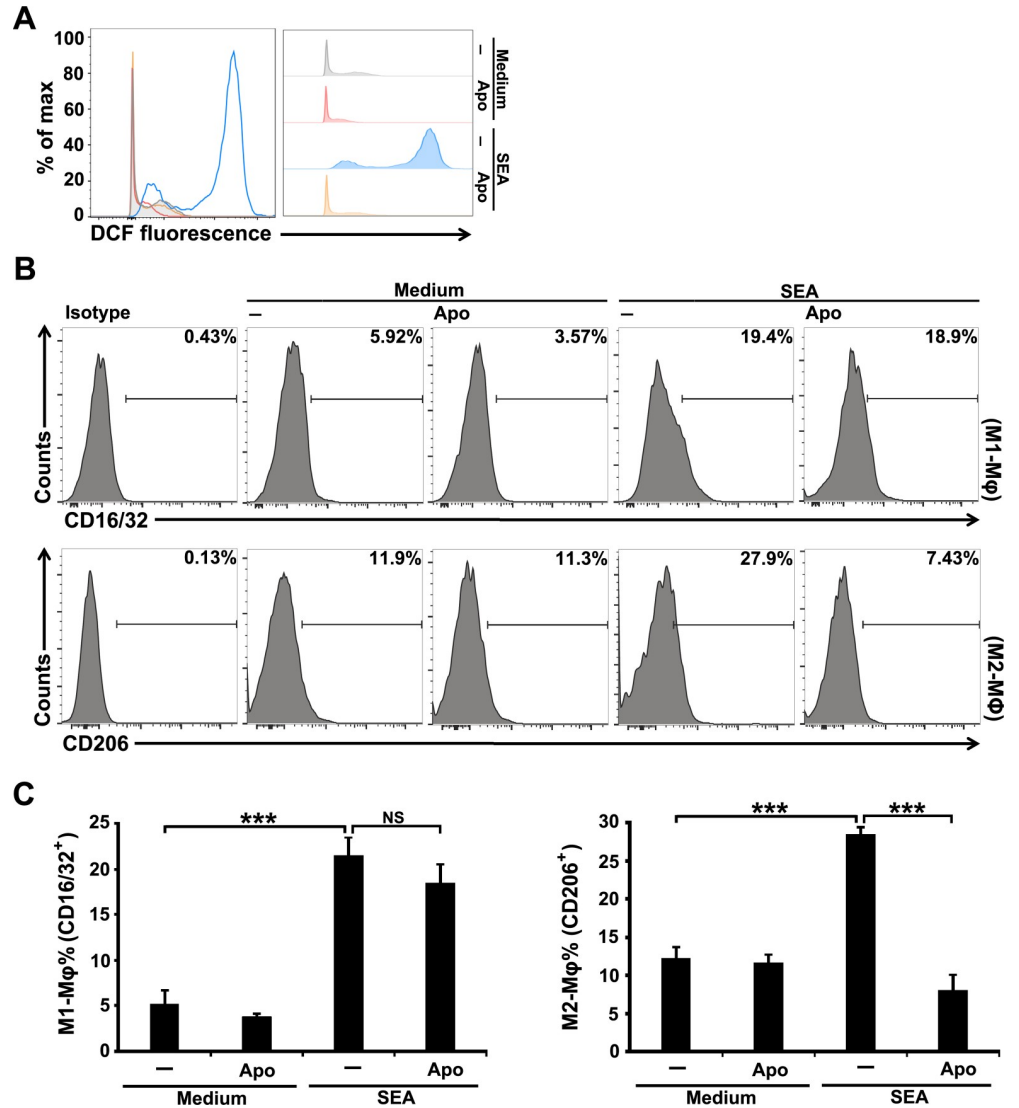 A
100
80
60
40
20
0
% of max
DCF fluorescence
– Apo – Apo
Medium SEA
B
Medium SEA
Isotype – Apo – Apo
0.43% 5.92% 3.57% 19.4% 18.9%
Counts
(M1-Mφ)
CD16/32
0.13% 11.9% 11.3% 27.9% 7.43%
Counts
(M2-MΦ)
CD206
C
*** NS
25
20
15
10
5
0
M1-Mφ% (CD16/32+)
– Apo – Apo
Medium SEA
*** ***
30
25
20
15
10
5
0
M2-Mφ% (CD206+)
– Apo – Apo
Medium SEA